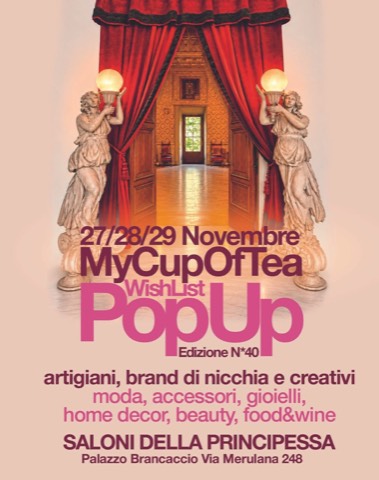 27/28/29 Novembre
MyCupOfTea
WishList
PopUp
Edizione N*40
artigiani, brand di nicchia e creativi
moda, accessori, gioielli,
home decor, beauty, food&wine
SALONI DELLA PRINCIPESSA
Palazzo Brancaccio Via Merulana 248